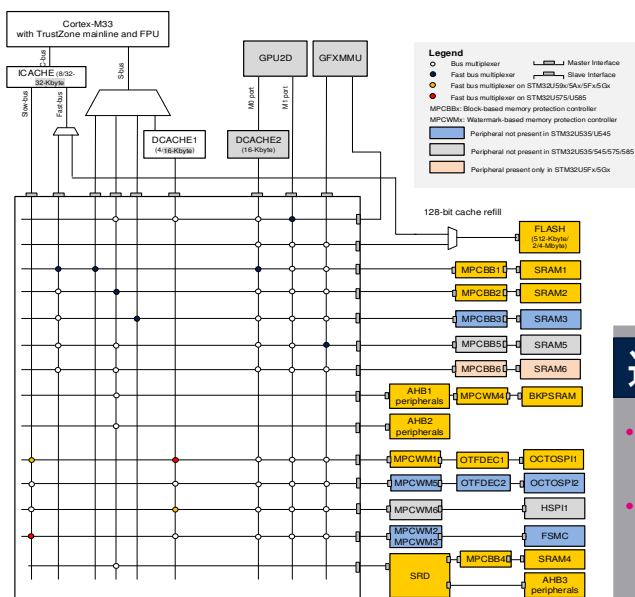 Cortex-M33
with TrustZone mainline and FPU
C-bus
S-bus
ICACHE (8/32-
32-Kbyte)
Slow-bus
Fast-bus
DCACHE1
(4/16-Kbyte)
GPU2D
GFXMMU
M0 port
M1 port
DCACHE2
(16-Kbyte)
Legend
Bus multiplexer
Fast bus multiplexer
Fast bus multiplexer on STM32U59x/5Ax/5Fx/5Gx
Fast bus multiplexer on STM32U575/U585
Master Interface
Slave Interface
MPCBBx: Block-based memory protection controller
MPCWMx: Watermark-based memory protection controller
Peripheral not present in STM32U535/U545
Peripheral not present in STM32U535/545/575/585
Peripheral present only in STM32U5Fx/5Gx
128-bit cache refill
FLASH
(512-Kbyte/
2/4-Mbyte)
MPCBB1
SRAM1
MPCBB2
SRAM2
MPCBB3
SRAM3
MPCBB5
SRAM5
MPCBB6
SRAM6
AHB1
peripherals
MPCWM4
BKPSRAM
AHB2
peripherals
MPCWM1
OTFDEC1
OCTOSPI1
MPCWM5
OTFDEC2
OCTOSPI2
MPCWM6
HSPI1
MPCWM2
MPCWM3
FSMC
SRD
MPCBB4
SRAM4
AHB3
peripherals